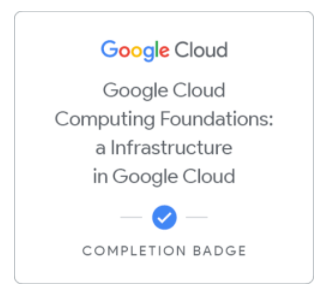 Google Cloud
Google Cloud
Computing Foundations:
a Infrastructure
in Google Cloud
COMPLETION BADGE